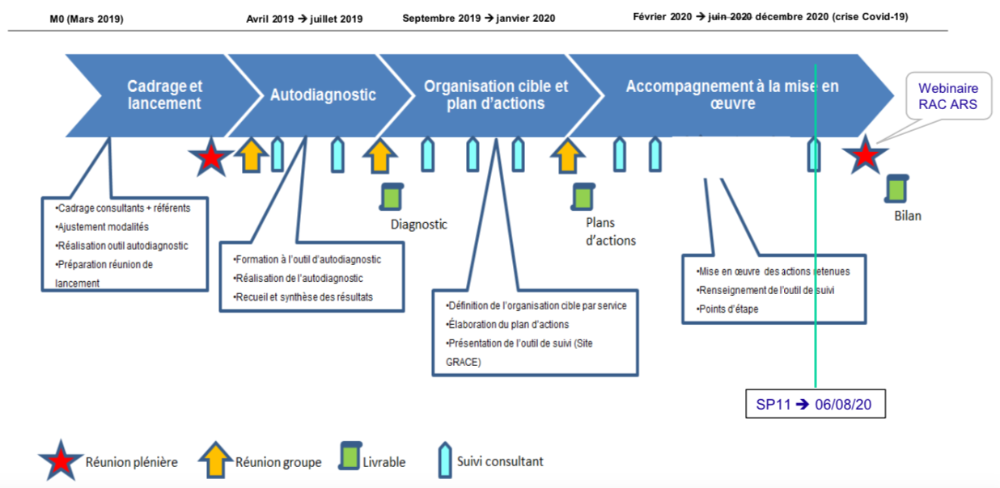 M0 (Mars 2019)
Avril 2019 → juillet 2019
Septembre 2019 → janvier 2020
Février 2020 → juin 2020 décembre 2020 (crise Covid-19)
Cadrage et
lancement
Autodiagnostic
Organisation cible et
plan d'actions
Accompagnement à la mise en
œuvre
Webinaire
RAC ARS
•Cadrage consultants + référents
•Ajustement modalités
•Réalisation outil autodiagnostic
•Préparation réunion de
lancement
Diagnostic
•Formation à l'outil d'autodiagnostic
•Réalisation de l'autodiagnostic
•Recueil et synthèse des résultats
Plans
d'actions
•Définition de l'organisation cible par service
•Élaboration du plan d'actions
•Présentation de l'outil de suivi (Site
GRACE)
Bilan
•Mise en œuvre des actions retenues
•Renseignement de l'outil de suivi
•Points d'étape
SP11 → 06/08/20
Réunion plénière
Réunion groupe
Livrable
Suivi consultant